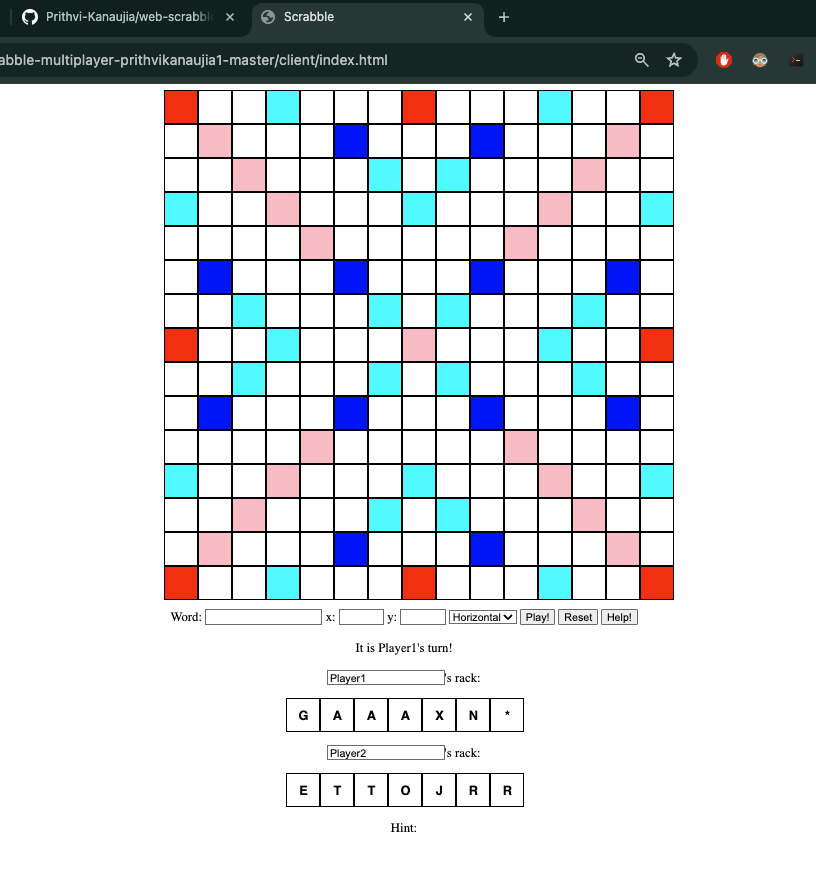 Prithvi-Kanaujia/web-scrabbl
Scrabble
abble-multiplayer-prithvikanaujia1-master/client/index.html
Word: x: y: Horizontal Play! Reset Help!
It is Player1's turn!
Player1 's rack:
G A A A X N *
Player2 's rack:
E T T O J R R
Hint: